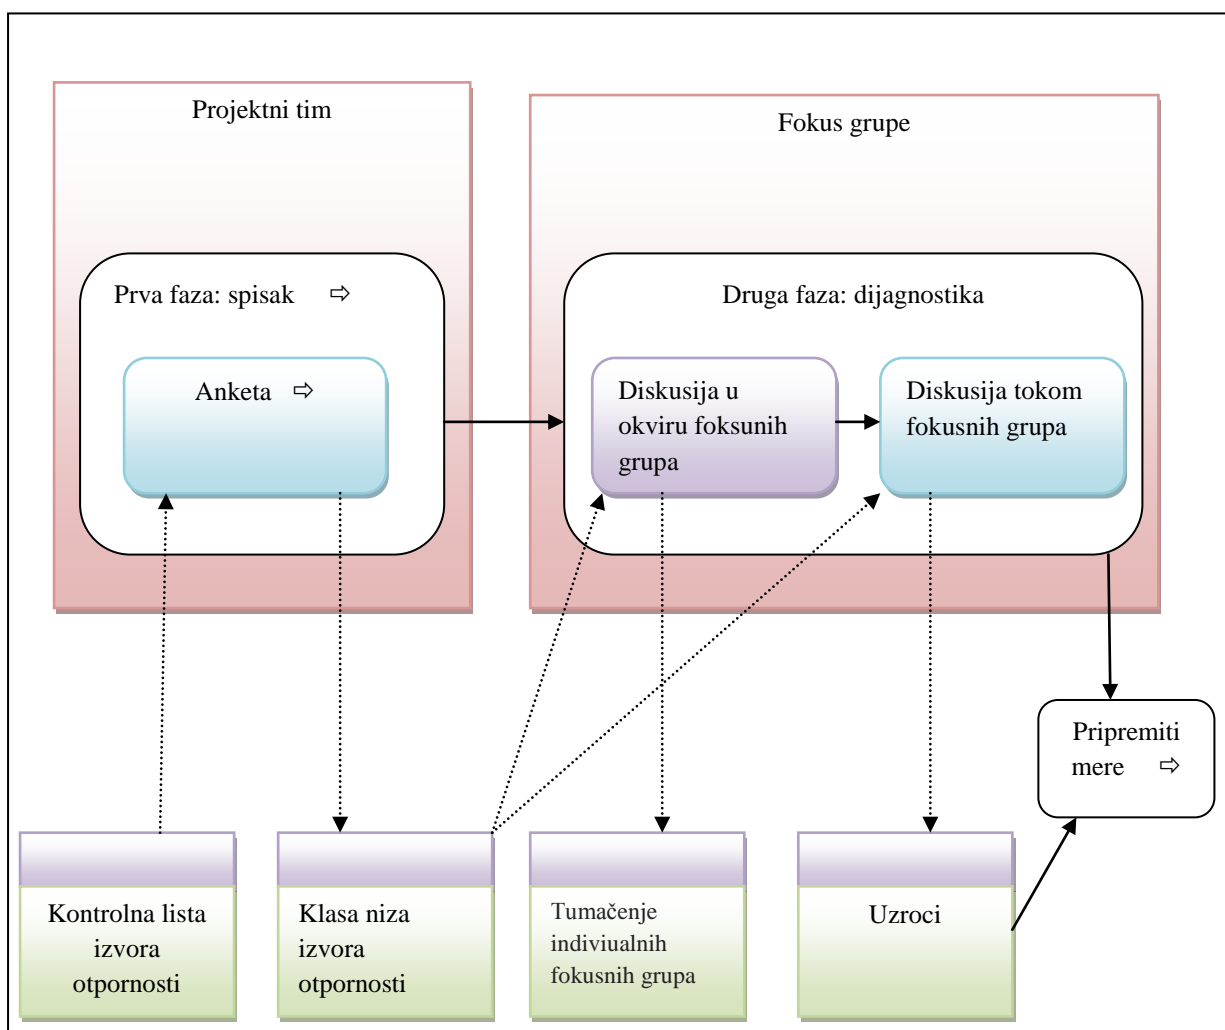 Projektni tim
Fokus grupe
Prva faza: spisak ⇨
Druga faza: dijagnostika
Anketa ⇨
Diskusija u
okviru foksunih
grupa
Diskusija tokom
fokusnih grupa
Pripremiti
mere ⇨
Kontrolna lista
izvora
otpornosti
Klasa niza
izvora
otpornosti
Tumačenje
indiviualnih
fokusnih grupa
Uzroci